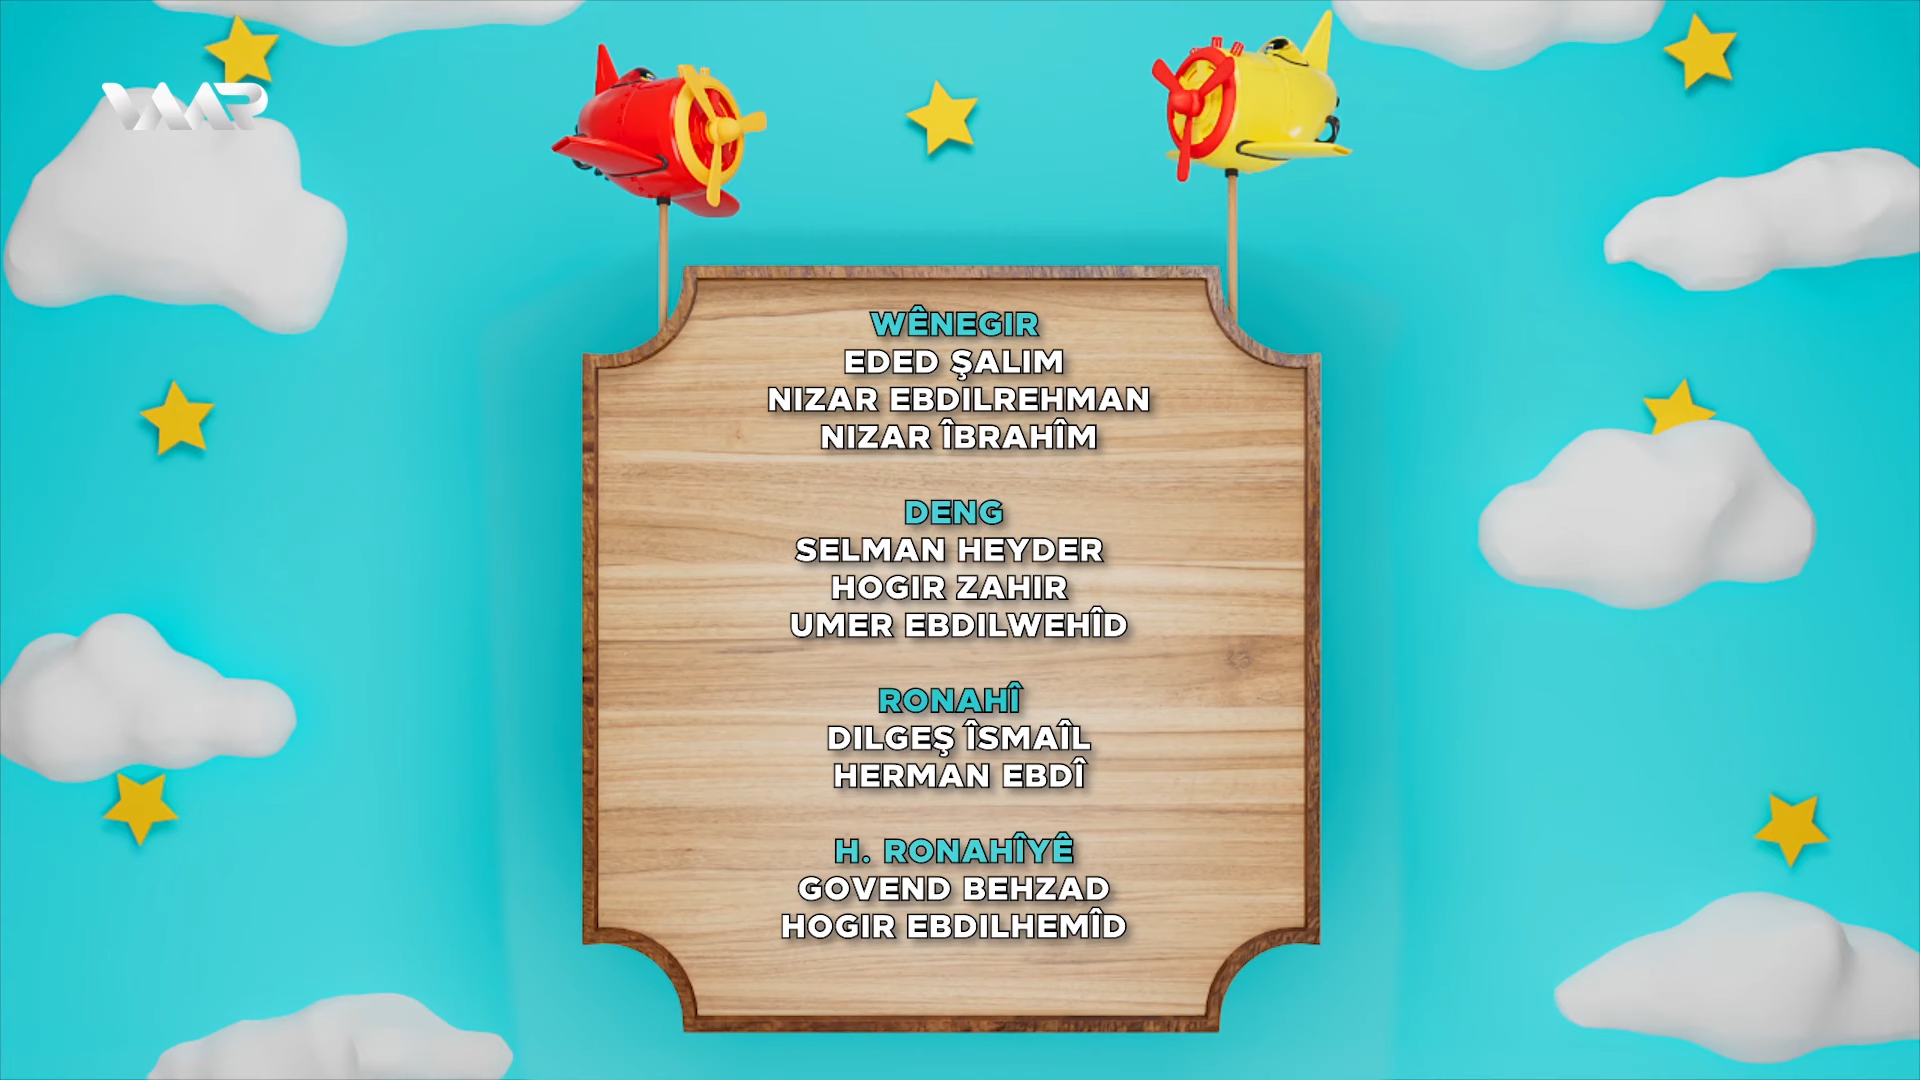 WAAR
WÊNEGIR
EDED ŞALIM
NIZAR EBDILREHMAN
NIZAR ÎBRAHÎM
DENG
SELMAN HEYDER
HOGIR ZAHIR
UMER EBDILWEHÎD
RONAHÎ
DILGEŞ ÎSMAÎL
HERMAN EBDÎ
H. RONAHÎYÊ
GOVEND BEHZAD
HOGIR EBDILHEMÎD